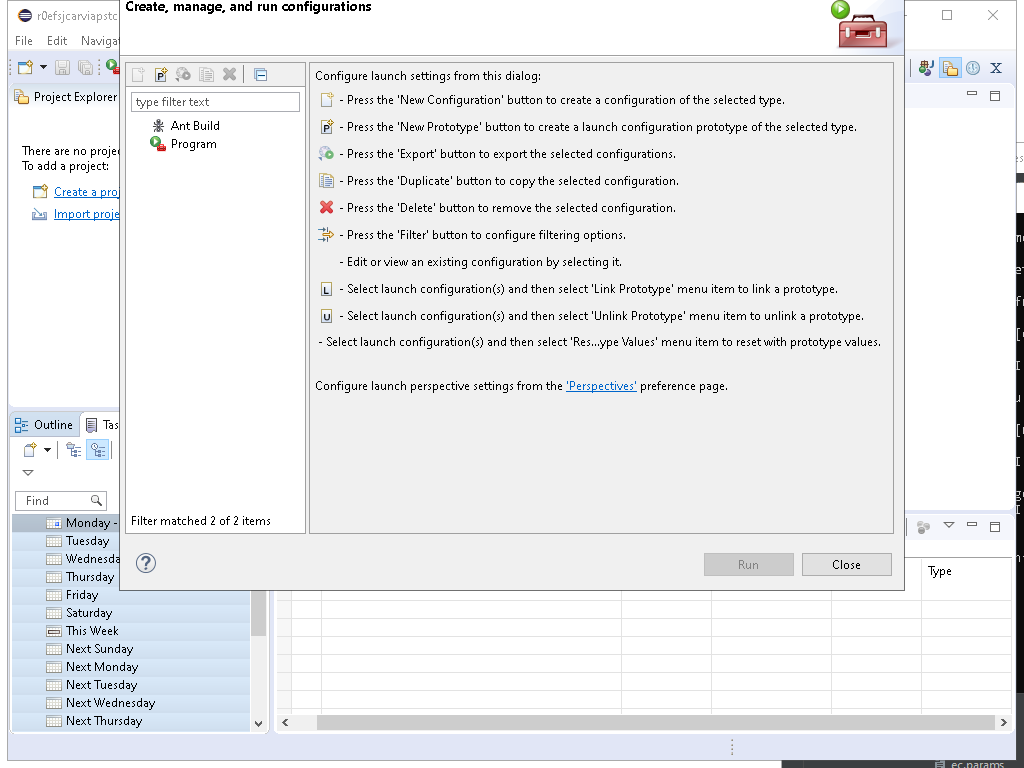 Create, manage, and run configurations
r0efsjcarviapstc
File Edit Navigat
Project Explorer
type filter text
Ant Build
Program
Configure launch settings from this dialog:
- Press the 'New Configuration' button to create a configuration of the selected type.
- Press the 'New Prototype' button to create a launch configuration prototype of the selected type.
- Press the 'Export' button to export the selected configurations.
- Press the 'Duplicate' button to copy the selected configuration.
- Press the 'Delete' button to remove the selected configuration.
- Press the 'Filter' button to configure filtering options.
- Edit or view an existing configuration by selecting it.
L - Select launch configuration(s) and then select 'Link Prototype' menu item to link a prototype.
U - Select launch configuration(s) and then select 'Unlink Prototype' menu item to unlink a prototype.
- Select launch configuration(s) and then select 'Res...ype Values' menu item to reset with prototype values.
Configure launch perspective settings from the 'Perspectives' preference page.
There are no projec
To add a project:
Create a proj
Import proje
Filter matched 2 of 2 items
Run
Close
Outline
Tas
Find
Monday -
Tuesday
Wednesda
Thursday
Friday
Saturday
This Week
Next Sunday
Next Monday
Next Tuesday
Next Wednesday
Next Thursday
Type
ec.params